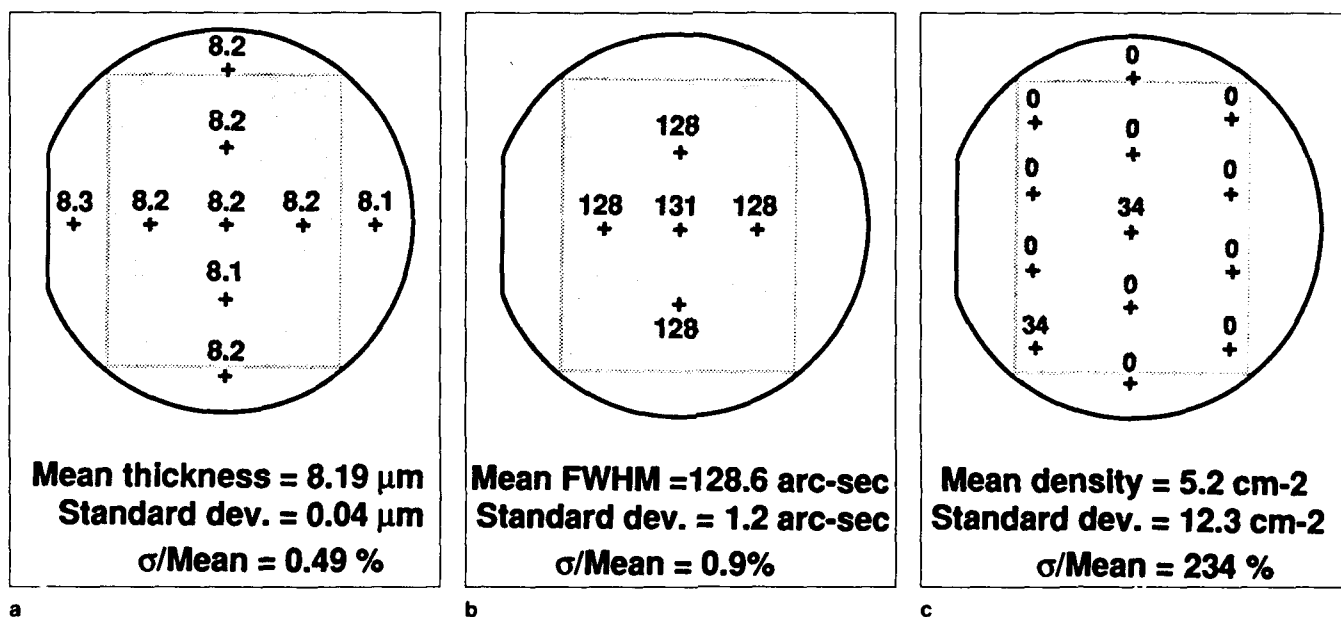 8.2
+
8.2
+
8.3 8.2 8.2 8.2 8.1
+ + + + +
8.1
+
8.2
+
Mean thickness = 8.19 μm
Standard dev. = 0.04 μm
σ/Mean = 0.49 %
a
128
+
128 131 128
+ + +
+
128
Mean FWHM =128.6 arc-sec
Standard dev. = 1.2 arc-sec
σ/Mean = 0.9%
b
0
+
0 0
+ +
0
+
0 0
+ +
34
+
0 0
+ +
0
+
34 0
+ +
0
+
Mean density = 5.2 cm-2
Standard dev. = 12.3 cm-2
σ/Mean = 234 %
c